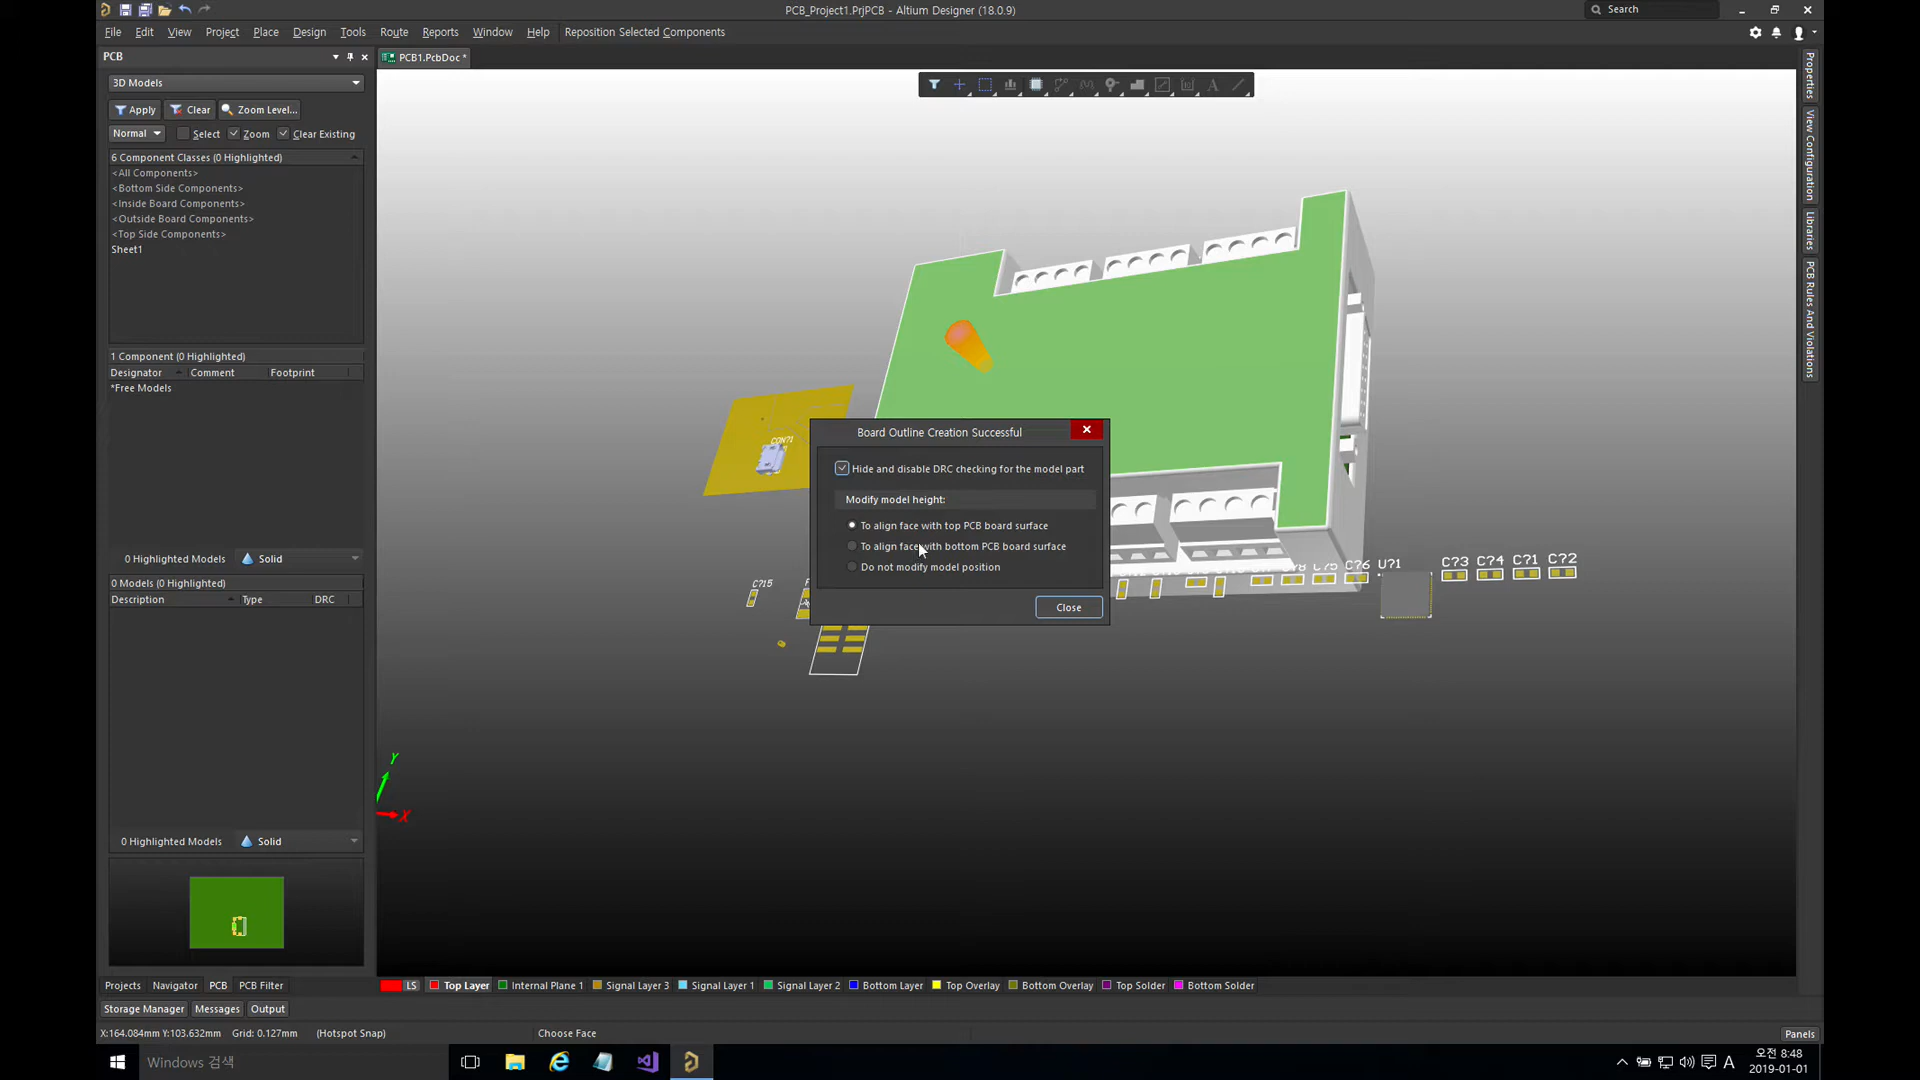 PCB_Project1.PrjPCB - Altium Designer (18.0.9)
Search
File Edit View Project Place Design Tools Route Reports Window Help Reposition Selected Components
PCB
PCB1.PcbDoc *
3D Models
Apply Clear Zoom Level...
Normal Select Zoom Clear Existing
6 Component Classes (0 Highlighted)
<All Components>
<Bottom Side Components>
<Inside Board Components>
<Outside Board Components>
<Top Side Components>
Sheet1
1 Component (0 Highlighted)
Designator Comment Footprint
*Free Models
0 Highlighted Models Solid
0 Models (0 Highlighted)
Description Type DRC
0 Highlighted Models Solid
Properties
View Configuration
Libraries
PCB Rules And Violations
CON?1
Board Outline Creation Successful
Hide and disable DRC checking for the model part
Modify model height:
To align face with top PCB board surface
To align face with bottom PCB board surface
Do not modify model position
Close
C?15
C?6 U?1 C?3 C?4 C?1 C?2
Y
X
Projects Navigator PCB PCB Filter
LS Top Layer Internal Plane 1 Signal Layer 3 Signal Layer 1 Signal Layer 2 Bottom Layer Top Overlay Bottom Overlay Top Solder Bottom Solder
Storage Manager Messages Output
X:164.084mm Y:103.632mm Grid: 0.127mm (Hotspot Snap) Choose Face
Panels
Windows 검색
A
오전 8:48
2019-01-01